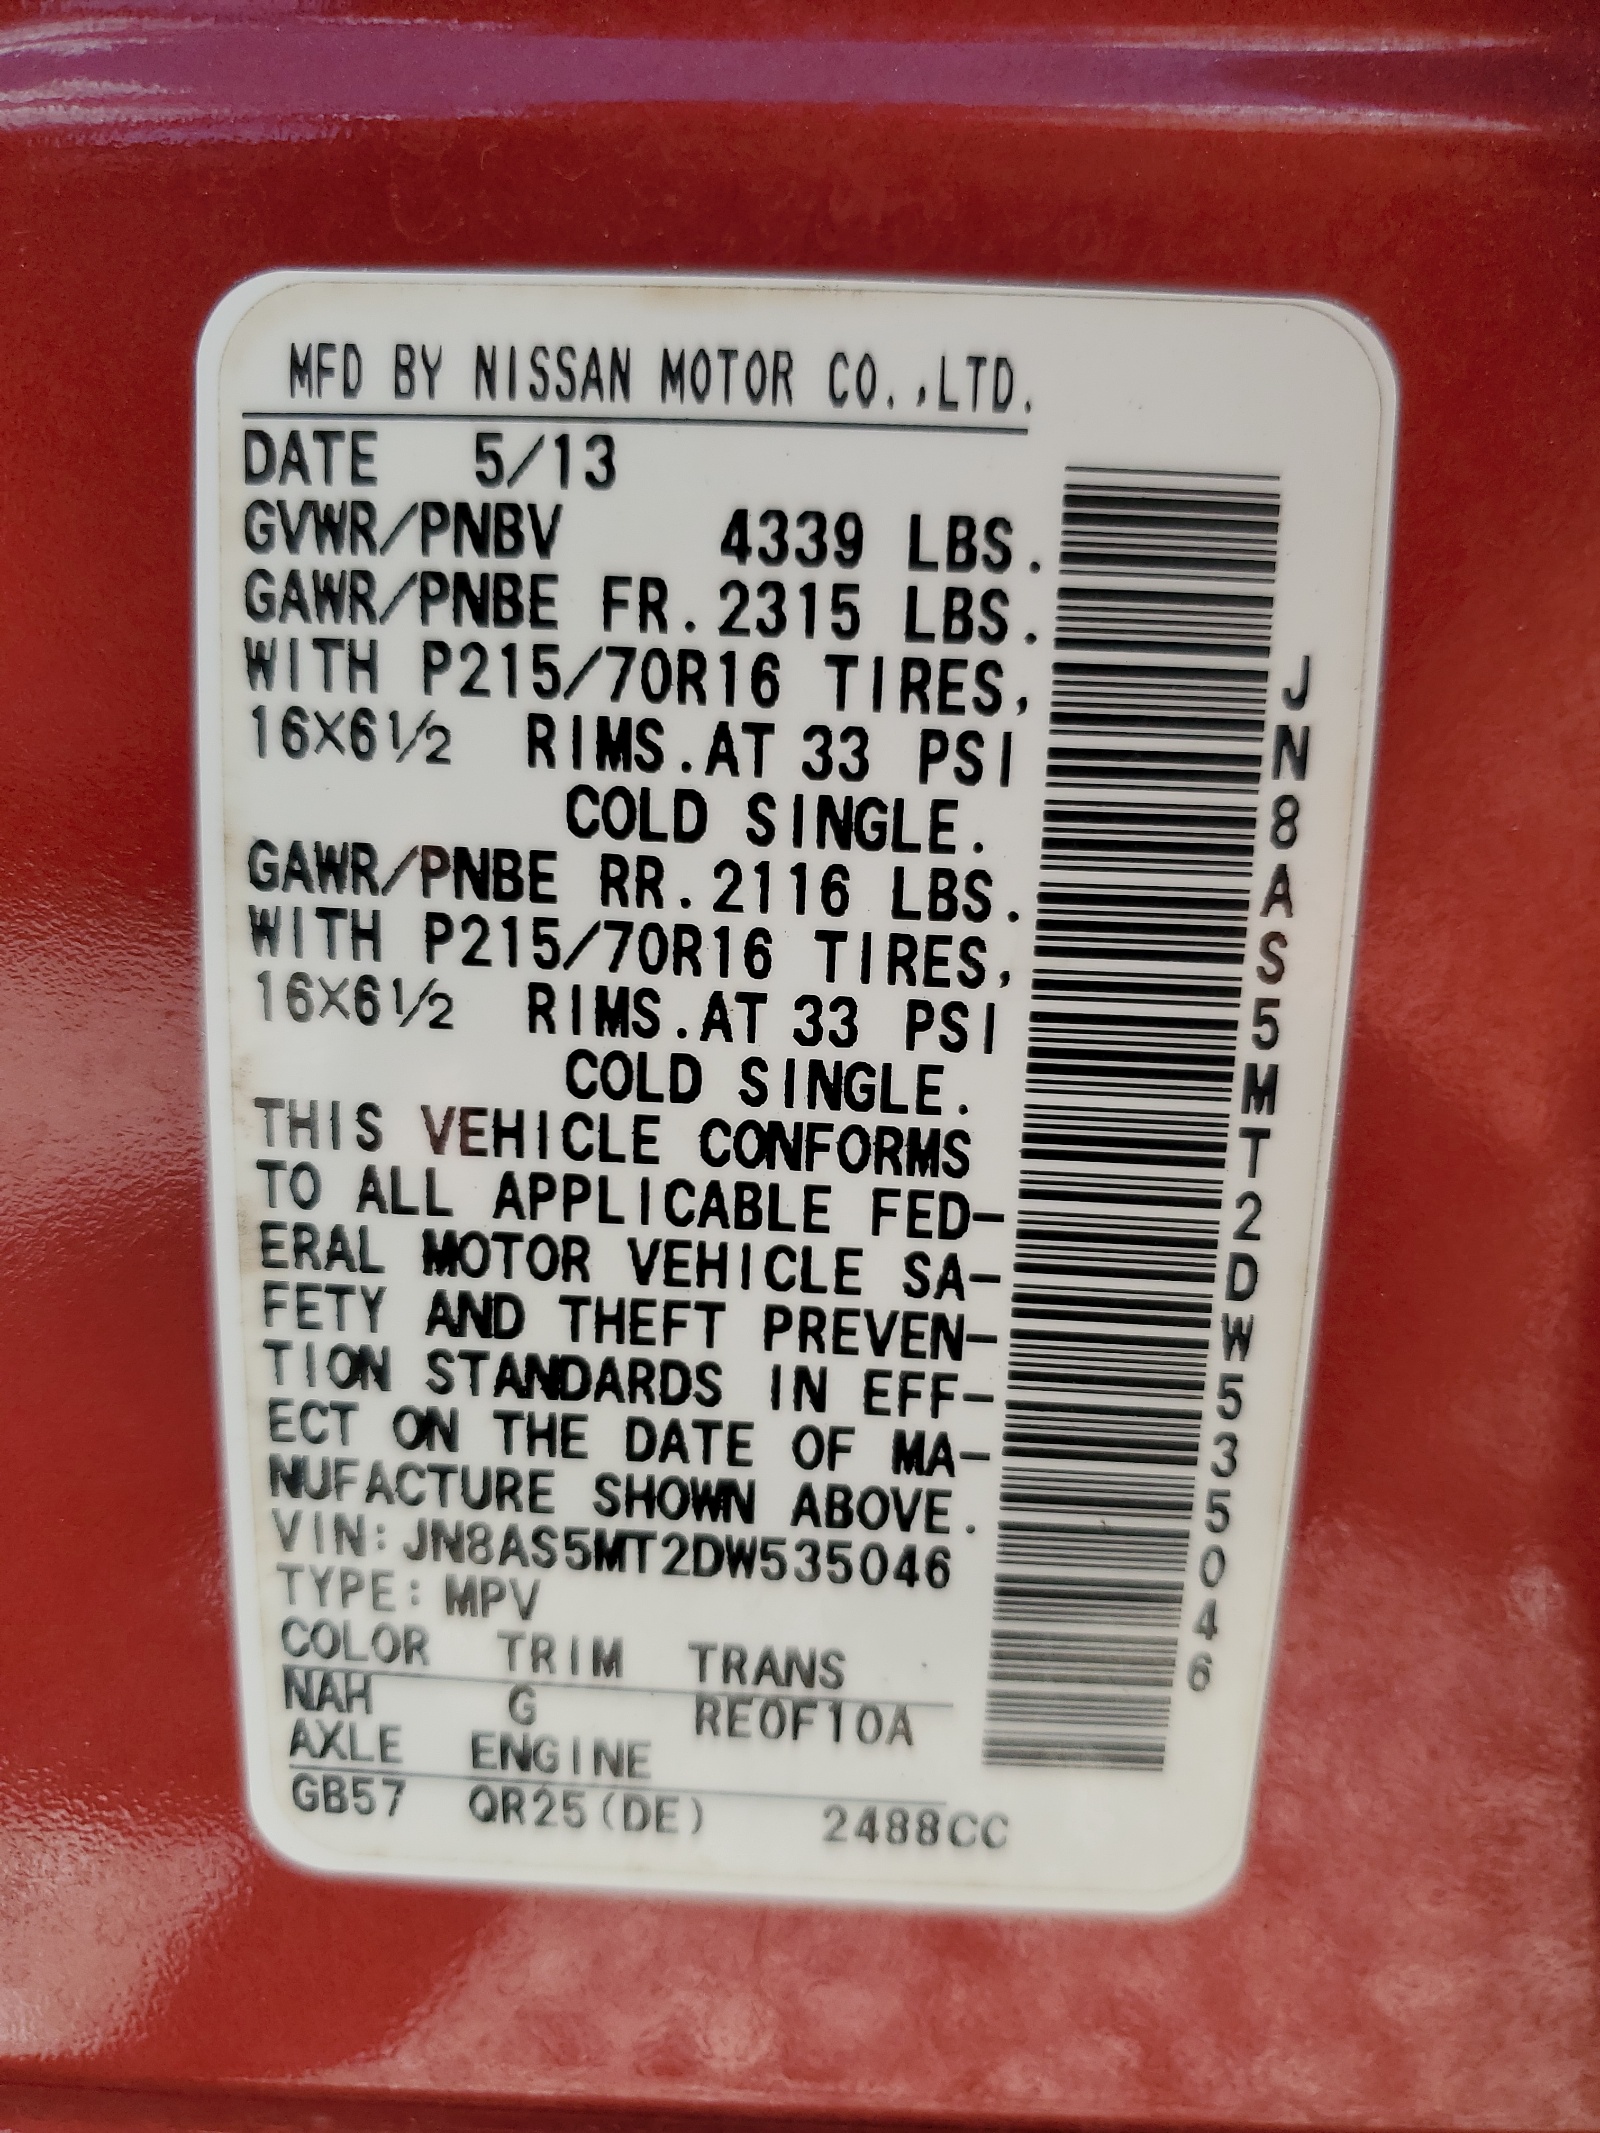 MFD BY NISSAN MOTOR CO.,LTD.
DATE 5/13
GVWR/PNBV 4339 LBS.
GAWR/PNBE FR.2315 LBS.
WITH P215/70R16 TIRES,
16X6 1/2 RIMS.AT 33 PSI
COLD SINGLE.
GAWR/PNBE RR.2116 LBS.
WITH P215/70R16 TIRES,
16X6 1/2 RIMS.AT 33 PSI
COLD SINGLE.
THIS VEHICLE CONFORMS
TO ALL APPLICABLE FED-
ERAL MOTOR VEHICLE SA-
FETY AND THEFT PREVEN-
TION STANDARDS IN EFF-
ECT ON THE DATE OF MA-
NUFACTURE SHOWN ABOVE.
VIN:JN8AS5MT2DW535046
TYPE:MPV
COLOR TRIM TRANS
NAH G RE0F10A
AXLE ENGINE
GB57 QR25(DE) 2488CC
JN8AS5MT2DW535046